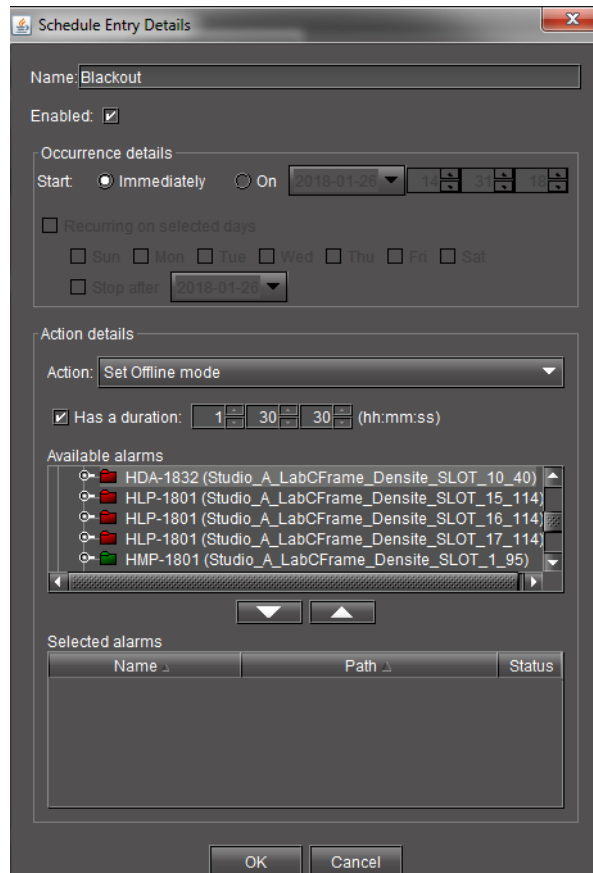 Schedule Entry Details
Name: Blackout
Enabled:
Occurrence details
Start: Immediately On 2018-01-26 14 31 18
Recurring on selected days
Sun Mon Tue Wed Thu Fri Sat
Stop after 2018-01-26
Action details
Action: Set Offline mode
Has a duration: 1 30 30 (hh:mm:ss)
Available alarms
HDA-1832 (Studio_A_LabCFrame_Densite_SLOT_10_40)
HLP-1801 (Studio_A_LabCFrame_Densite_SLOT_15_114)
HLP-1801 (Studio_A_LabCFrame_Densite_SLOT_16_114)
HLP-1801 (Studio_A_LabCFrame_Densite_SLOT_17_114)
HMP-1801 (Studio_A_LabCFrame_Densite_SLOT_1_95)
Selected alarms
Name Path Status
OK Cancel